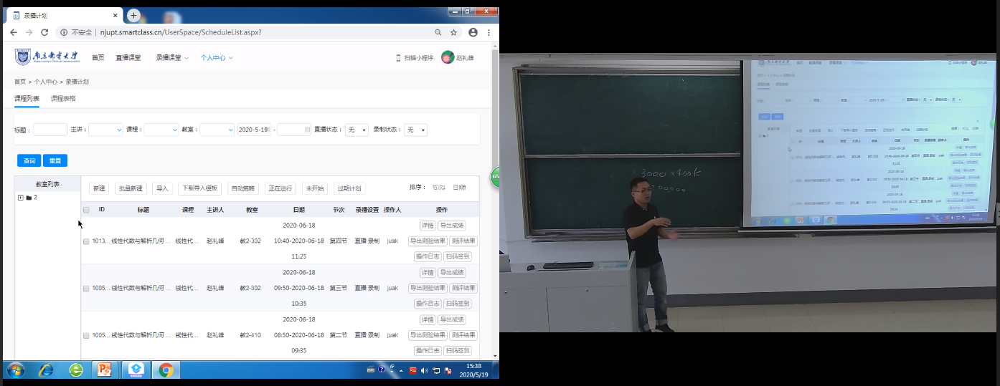 录播计划
不安全 njupt.smartclass.cn/UserSpace/ScheduleList.aspx?
南京邮电大学 首页 直播课堂 录播课堂 个人中心 扫描小程序 赵礼峰
首页 > 个人中心 > 录播计划
课程列表 课程表格
标题： 主讲： 课程： 教室： 2020-5-19 - 直播状态： 无 录制状态： 无
查询 重置
教室列表
2
新建 批量新建 导入 下载导入模板 自动策略 正在进行 未开始 过期计划 排序： 节次 日期
ID 标题 课程 主讲人 教室 日期 节次 录播设置 操作人 操作
1013... 线性代数与解析几何 ... 线性代... 赵礼峰 教2-302 2020-06-18 10:40-2020-06-18 11:25 第四节 直播 录制 juak 详情 导出成绩 导出测验结果 测评结果 操作日志 扫码签到
1005... 线性代数与解析几何 ... 线性代... 赵礼峰 教2-302 2020-06-18 09:50-2020-06-18 10:35 第三节 直播 录制 juak 详情 导出成绩 导出测验结果 测评结果 操作日志 扫码签到
1005... 线性代数与解析几何 ... 线性代... 赵礼峰 教2-410 2020-06-18 08:50-2020-06-18 09:35 第二节 直播 录制 juak 详情 导出成绩 导出测验结果 测评结果 操作日志 扫码签到
15:38
2020/5/19